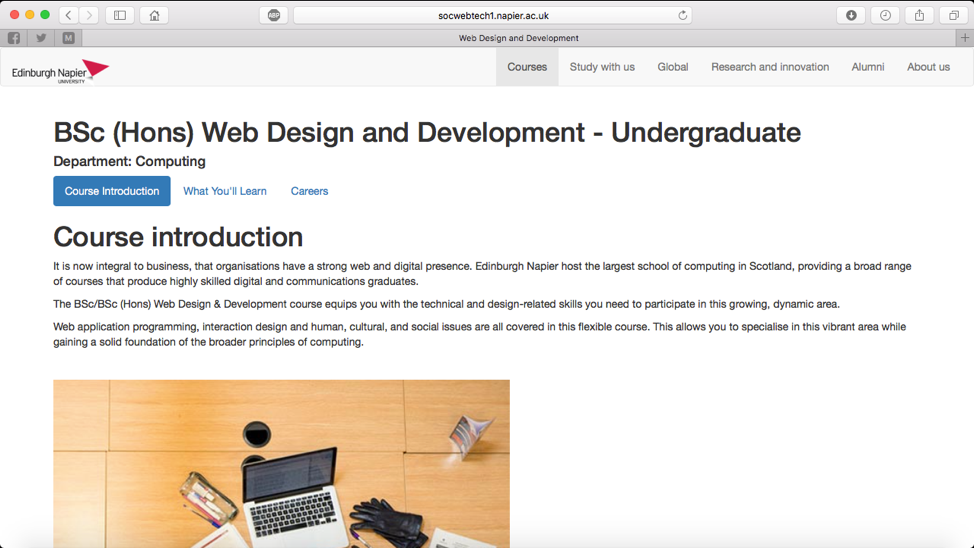 socwebtech1.napier.ac.uk
ABP
Web Design and Development
M
Edinburgh Napier
UNIVERSITY
Courses Study with us Global Research and innovation Alumni About us
BSc (Hons) Web Design and Development - Undergraduate
Department: Computing
Course Introduction What You'll Learn Careers
Course introduction
It is now integral to business, that organisations have a strong web and digital presence. Edinburgh Napier host the largest school of computing in Scotland, providing a broad range
of courses that produce highly skilled digital and communications graduates.
The BSc/BSc (Hons) Web Design & Development course equips you with the technical and design-related skills you need to participate in this growing, dynamic area.
Web application programming, interaction design and human, cultural, and social issues are all covered in this flexible course. This allows you to specialise in this vibrant area while
gaining a solid foundation of the broader principles of computing.